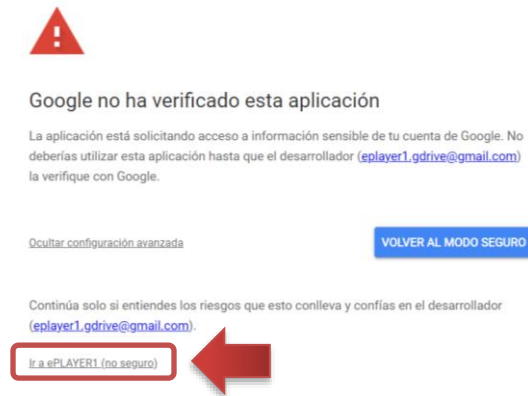 Google no ha verificado esta aplicación
La aplicación está solicitando acceso a información sensible de tu cuenta de Google. No
deberías utilizar esta aplicación hasta que el desarrollador (eplayer1.gdrive@gmail.com)
la verifique con Google.
Ocultar configuración avanzada
VOLVER AL MODO SEGURO
Continúa solo si entiendes los riesgos que esto conlleva y confías en el desarrollador
(eplayer1.gdrive@gmail.com).
Ir a ePLAYER1 (no seguro)